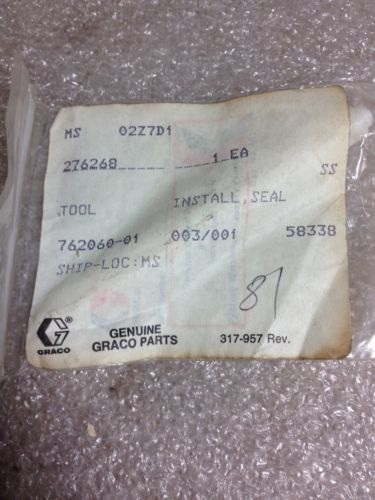 MS 02Z7D1
276268 1 EA
SS
TOOL INSTALL, SEAL
762060-01 003/001 58338
SHIP-LOC: MS
87
G®
GRACO
GENUINE
GRACO PARTS
317-957 Rev.